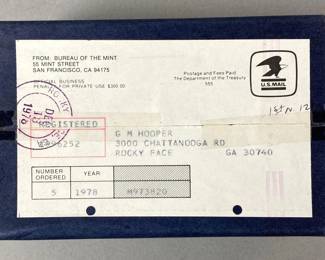 FROM: BUREAU OF THE MINT
55 MINT STREET
SAN FRANCISCO, CA 94175
OFFICIAL BUSINESS
PENALTY FOR PRIVATE USE $300.00
Postage and Fees Paid
The Department of the Treasury
555
U.S.MAIL
DEC
1978
REGISTERED
G M HOOPER
3000 CHATTANOOGA RD
ROCKY FACE GA 30740
NUMBER ORDERED YEAR
5 1978 M973820